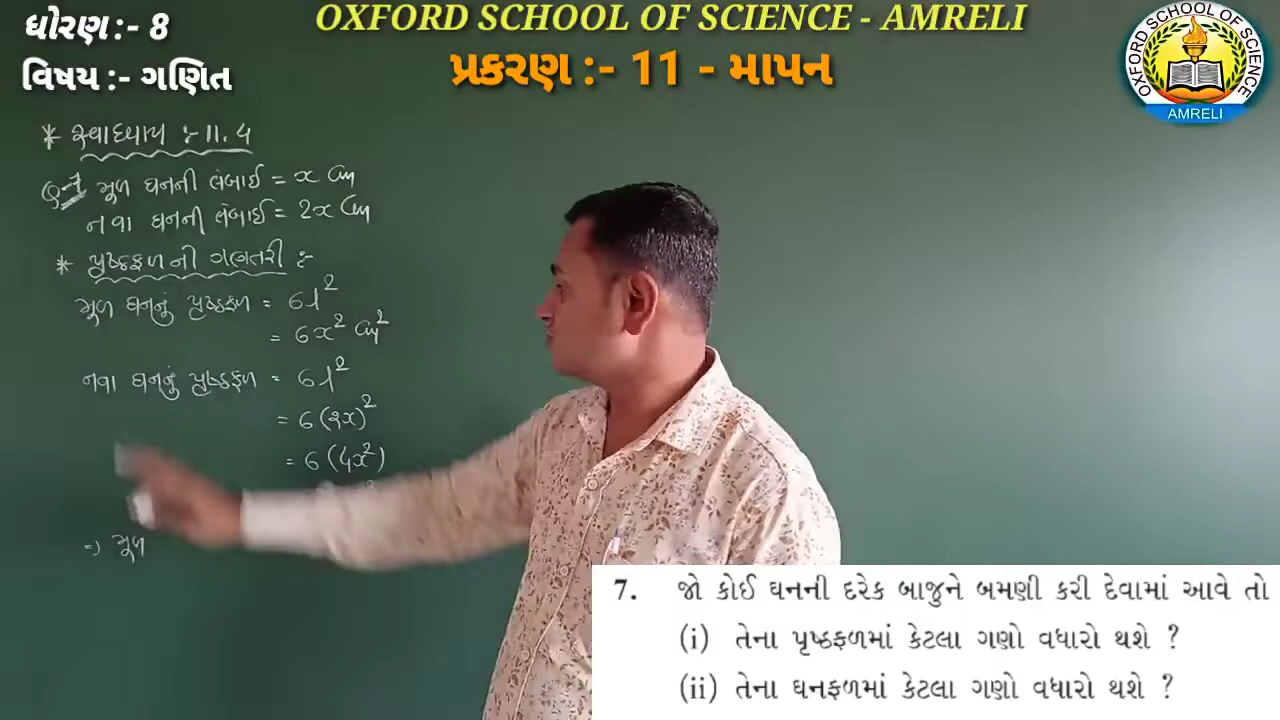 ધોરણ :- 8
વિષય :- ગણિત
OXFORD SCHOOL OF SCIENCE - AMRELI
પ્રકરણ :- 11 - માપન
OXFORD SCHOOL OF SCIENCE
AMRELI
* સ્વાધ્યાય :- 11.4
Q-7 મૂળ ઘનની લંબાઈ = x cm
નવા ઘનની લંબાઈ = 2x cm
* પૃષ્ઠફળની ગણતરી :-
મૂળ ઘનનું પૃષ્ઠફળ = 6l²
= 6x² cm²
નવા ઘનનું પૃષ્ઠફળ = 6l²
= 6(2x)²
= 6(4x²)
=> મૂળ
7. જો કોઈ ઘનની દરેક બાજુને બમણી કરી દેવામાં આવે તો
(i) તેના પૃષ્ઠફળમાં કેટલા ગણો વધારો થશે ?
(ii) તેના ઘનફળમાં કેટલા ગણો વધારો થશે ?